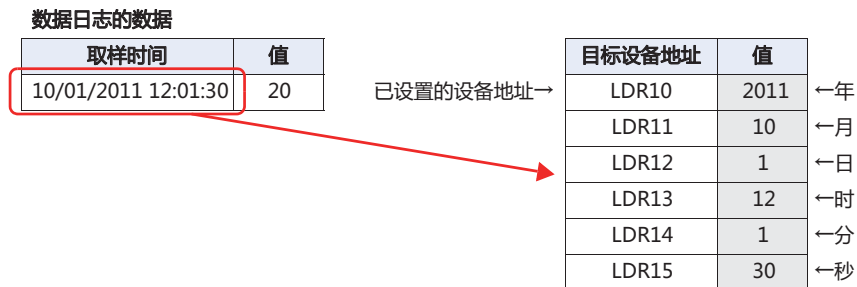 数据日志的数据
取样时间 值
10/01/2011 12:01:30 20
已设置的设备地址→
目标设备地址 值
LDR10 2011 ←年
LDR11 10 ←月
LDR12 1 ←日
LDR13 12 ←时
LDR14 1 ←分
LDR15 30 ←秒